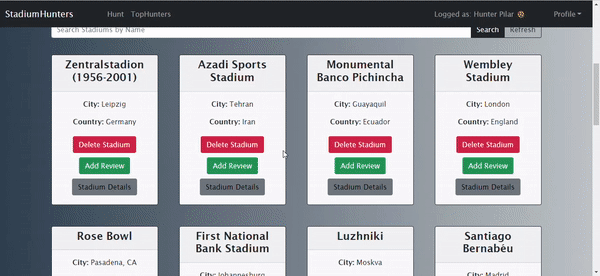 StadiumHunters Hunt TopHunters Logged as: Hunter Pilar Profile
Search Stadiums by Name Search Refresh
Zentralstadion
(1956-2001)
City: Leipzig
Country: Germany
Delete Stadium
Add Review
Stadium Details
Azadi Sports
Stadium
City: Tehran
Country: Iran
Delete Stadium
Add Review
Stadium Details
Monumental
Banco Pichincha
City: Guayaquil
Country: Ecuador
Delete Stadium
Add Review
Stadium Details
Wembley
Stadium
City: London
Country: England
Delete Stadium
Add Review
Stadium Details
Rose Bowl
City: Pasadena, CA
First National
Bank Stadium
City: Johannesburg
Luzhniki
City: Moskva
Santiago
Bernabéu
City: Madrid